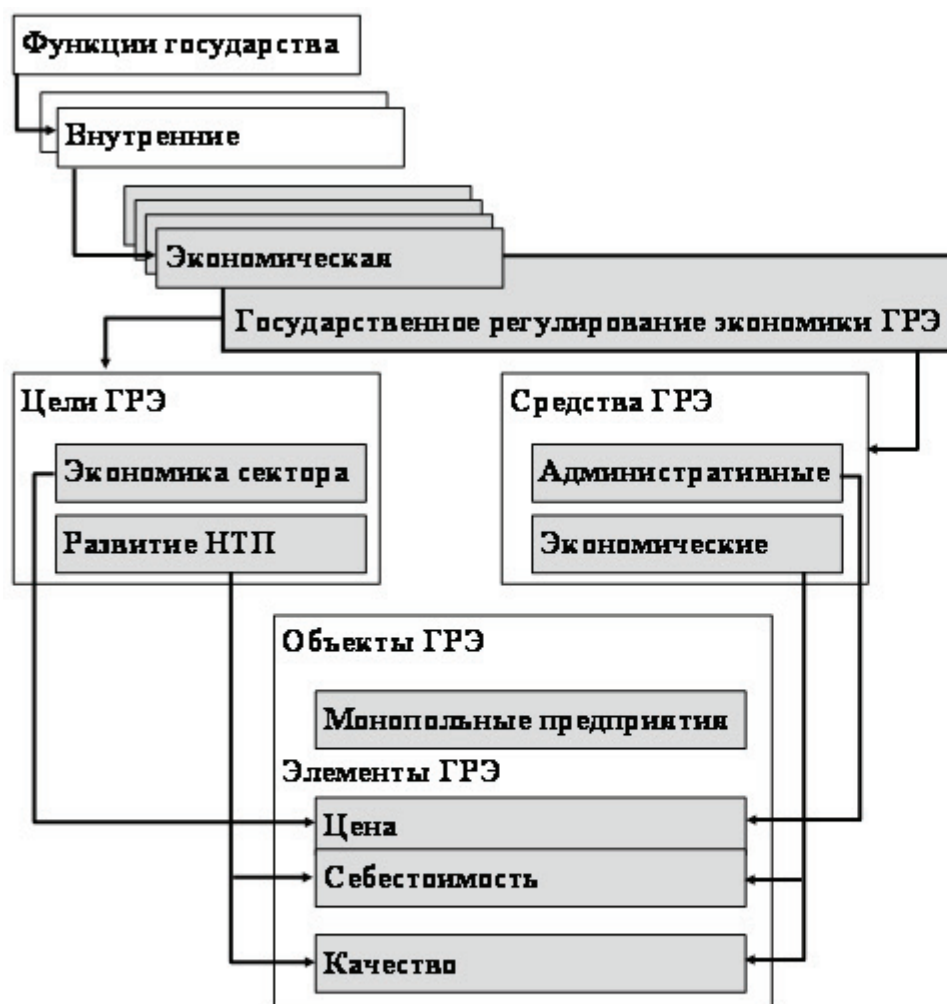 Функции государства
Внутренние
Экономическая
Государственное регулирование экономики ГРЭ
Цели ГРЭ
Экономика сектора
Развитие НТП
Средства ГРЭ
Административные
Экономические
Объекты ГРЭ
Монопольные предприятия
Элементы ГРЭ
Цена
Себестоимость
Качество